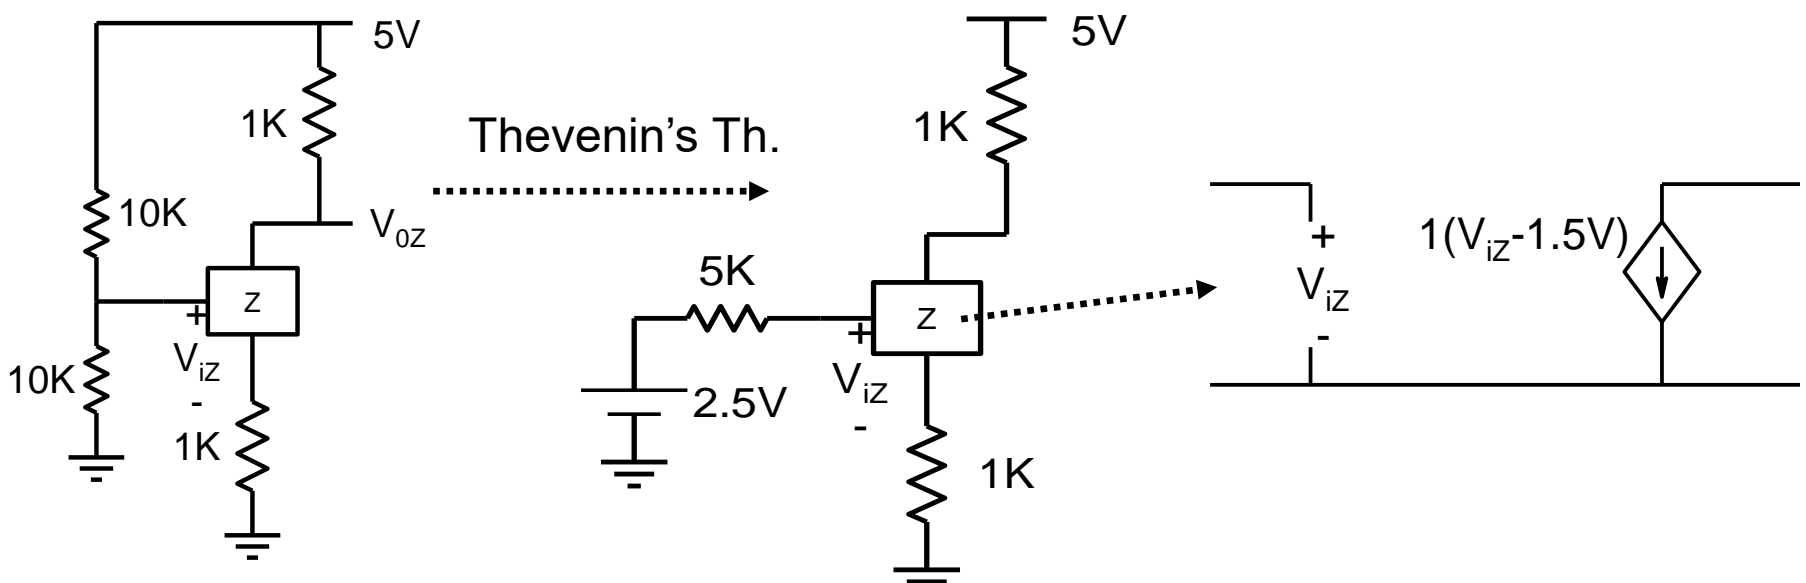 5V
1K
10K
V0Z
Z
+
ViZ
-
10K
1K
Thevenin's Th.
5V
1K
5K
Z
+
ViZ
-
2.5V
1K
+
ViZ
-
1(ViZ-1.5V)